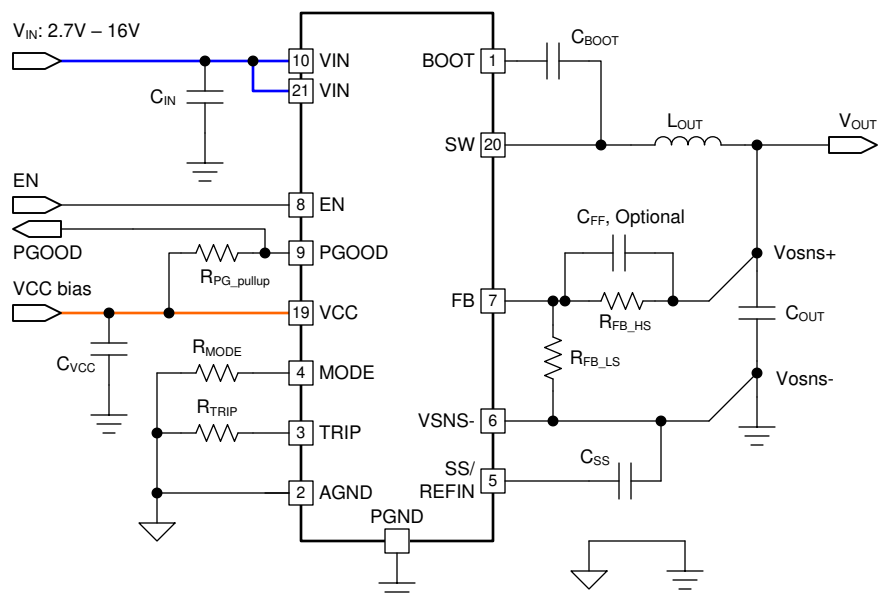 VIN: 2.7V – 16V
CIN
10 VIN
21 VIN
EN
8 EN
PGOOD
9 PGOOD
RPG_pullup
VCC bias
19 VCC
CVCC
RMODE
4 MODE
RTRIP
3 TRIP
2 AGND
PGND
BOOT 1
CBOOT
SW 20
LOUT
VOUT
CFF, Optional
Vosns+
FB 7
RFB_HS
COUT
RFB_LS
Vosns-
VSNS- 6
CSS
SS/
REFIN 5